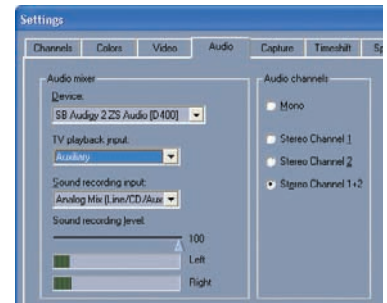 Settings
Channels Colors Video Audio Capture Timeshift
Audio mixer
Device:
SB Audigy 2 ZS Audio [D400]
TV playback input:
Auxiliary
Sound recording input:
Analog Mix (Line/CD/Aux
Sound recording level:
100
Left
Right
Audio channels
Mono
Stereo Channel 1
Stereo Channel 2
Stereo Channel 1+2